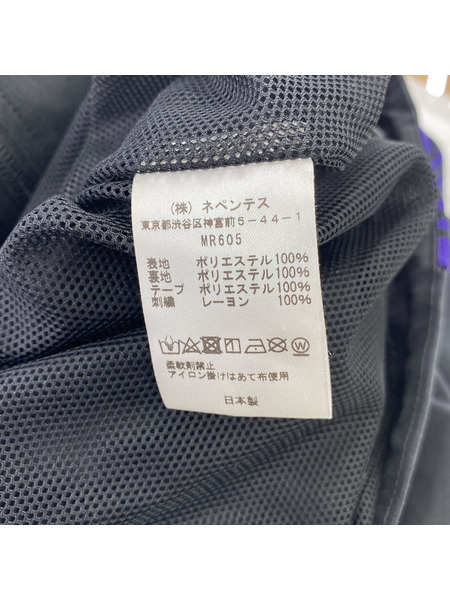 (株) ネペンテス
東京都渋谷区神宮前5-44-1
MR605
表地 ポリエステル100%
裏地 ポリエステル100%
テープ ポリエステル100%
刺繍 レーヨン 100%
柔軟剤禁止
アイロン掛けはあて布使用
日本製